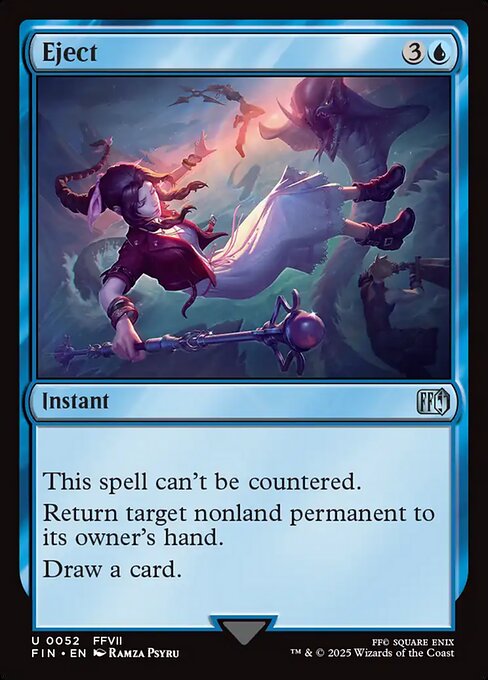 Eject 3
Instant FF
This spell can't be countered.
Return target nonland permanent to
its owner's hand.
Draw a card.
U 0052 FFVII
FIN • EN Ramza Psyru
FF© SQUARE ENIX
™ & © 2025 Wizards of the Coast